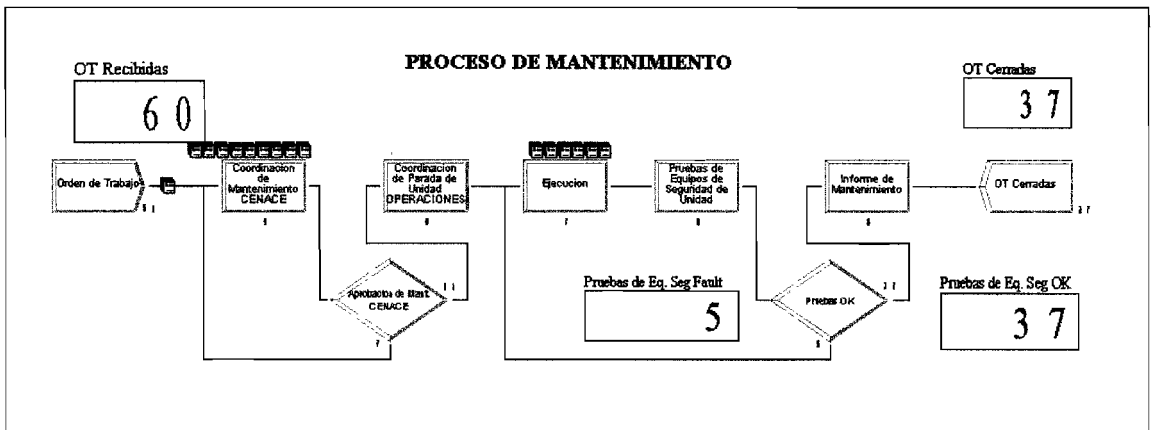 PROCESO DE MANTENIMIENTO
OT Recibidas
6 0
OT Cerradas
3 7
Orden de Trabajo
Coordinacion
de
Mantenimiento
CENACE
Coordinacion
de Parada de
Unidad
OPERACIONES
Ejecucion
Pruebas de
Equipos de
Seguridad de
Unidad
Informe de
Mantenimiento
OT Cerradas
Aprobacion de Mant.
CENACE
Pruebas de Eq. Seg Fault
5
Pruebas OK
Pruebas de Eq. Seg OK
3 7